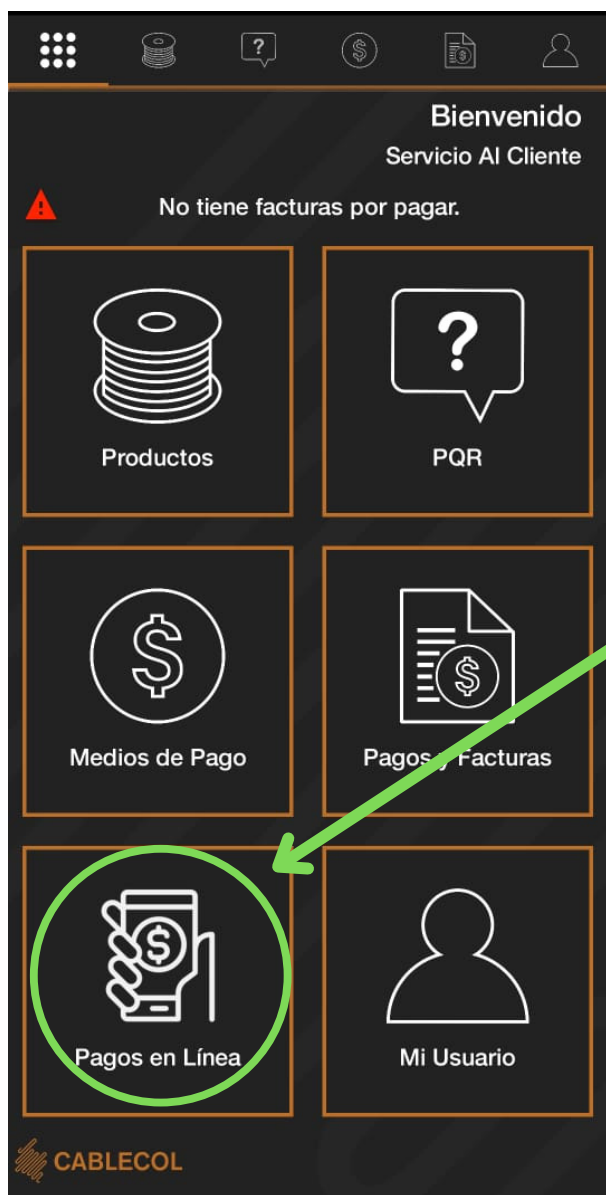 Bienvenido
Servicio Al Cliente
No tiene facturas por pagar.
Productos
PQR
Medios de Pago
Pagos y Facturas
Pagos en Línea
Mi Usuario
CABLECOL